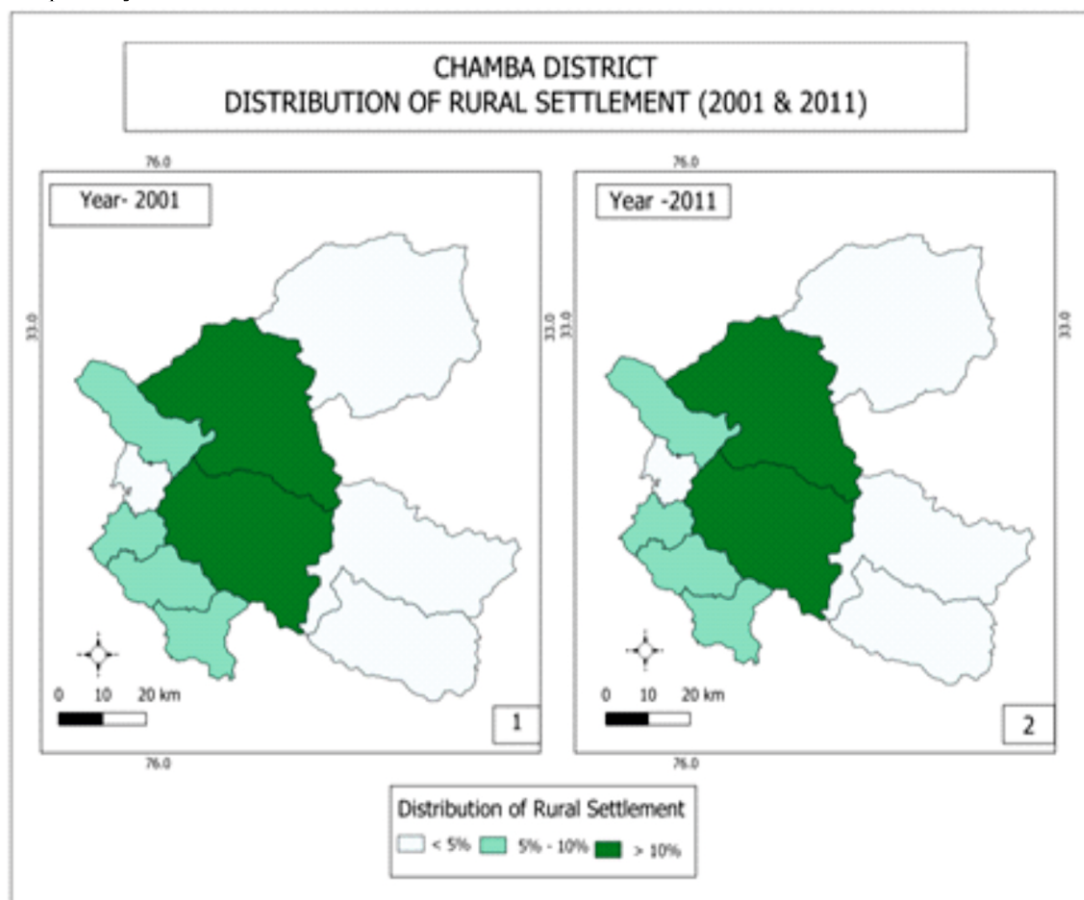 CHAMBA DISTRICT
DISTRIBUTION OF RURAL SETTLEMENT (2001 & 2011)
76.0
76.0
Year- 2001
Year -2011
33.0
33.0
33.0
33.0
0 10 20 km
0 10 20 km
1
2
76.0
76.0
Distribution of Rural Settlement
< 5% 5% - 10% > 10%